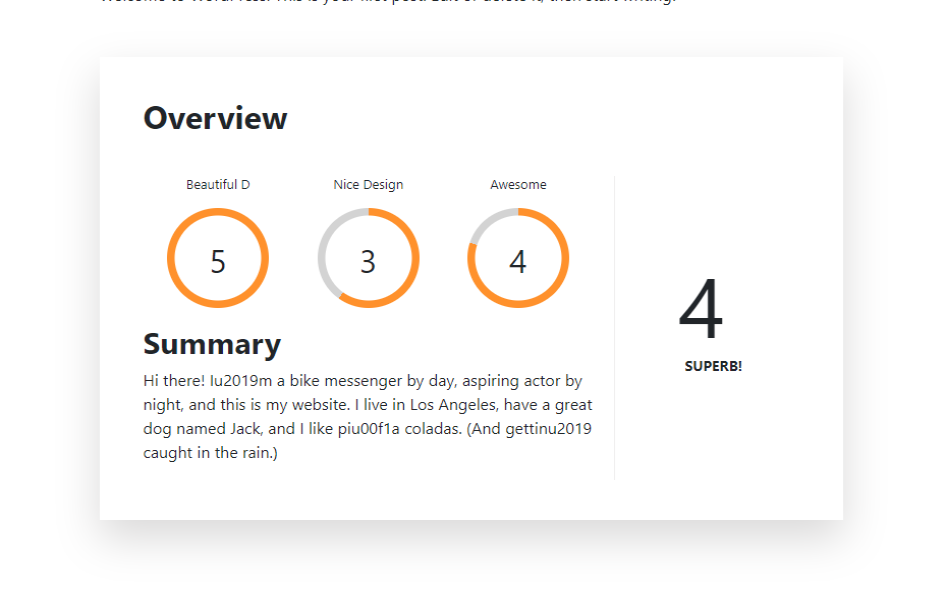 Welcome to WordPress. This is your first post. Edit or delete it, then start writing!
Overview
Beautiful D
Nice Design
Awesome
5
3
4
Summary
Hi there! Iu2019m a bike messenger by day, aspiring actor by
night, and this is my website. I live in Los Angeles, have a great
dog named Jack, and I like piu00f1a coladas. (And gettinu2019
caught in the rain.)
4
SUPERB!